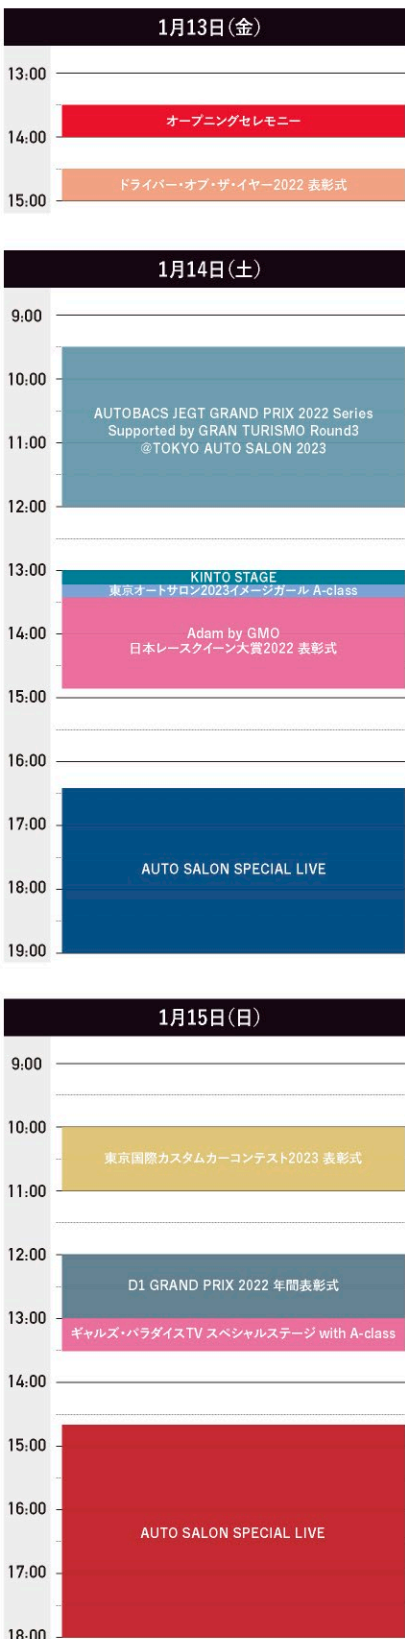 1月13日(金)
13:00
オープニングセレモニー
14:00
ドライバー・オブ・ザ・イヤー2022 表彰式
15:00
1月14日(土)
9:00
10:00
AUTOBACS JEGT GRAND PRIX 2022 Series
Supported by GRAN TURISMO Round3
11:00
@TOKYO AUTO SALON 2023
12:00
13:00
KINTO STAGE
東京オートサロン2023イメージガール A-class
14:00
Adam by GMO
日本レースクイーン大賞2022 表彰式
15:00
16:00
17:00
AUTO SALON SPECIAL LIVE
18:00
19:00
1月15日(日)
9:00
10:00
東京国際カスタムカーコンテスト2023 表彰式
11:00
12:00
D1 GRAND PRIX 2022 年間表彰式
13:00
ギャルズ・パラダイスTV スペシャルステージ with A-class
14:00
15:00
16:00
AUTO SALON SPECIAL LIVE
17:00
18:00